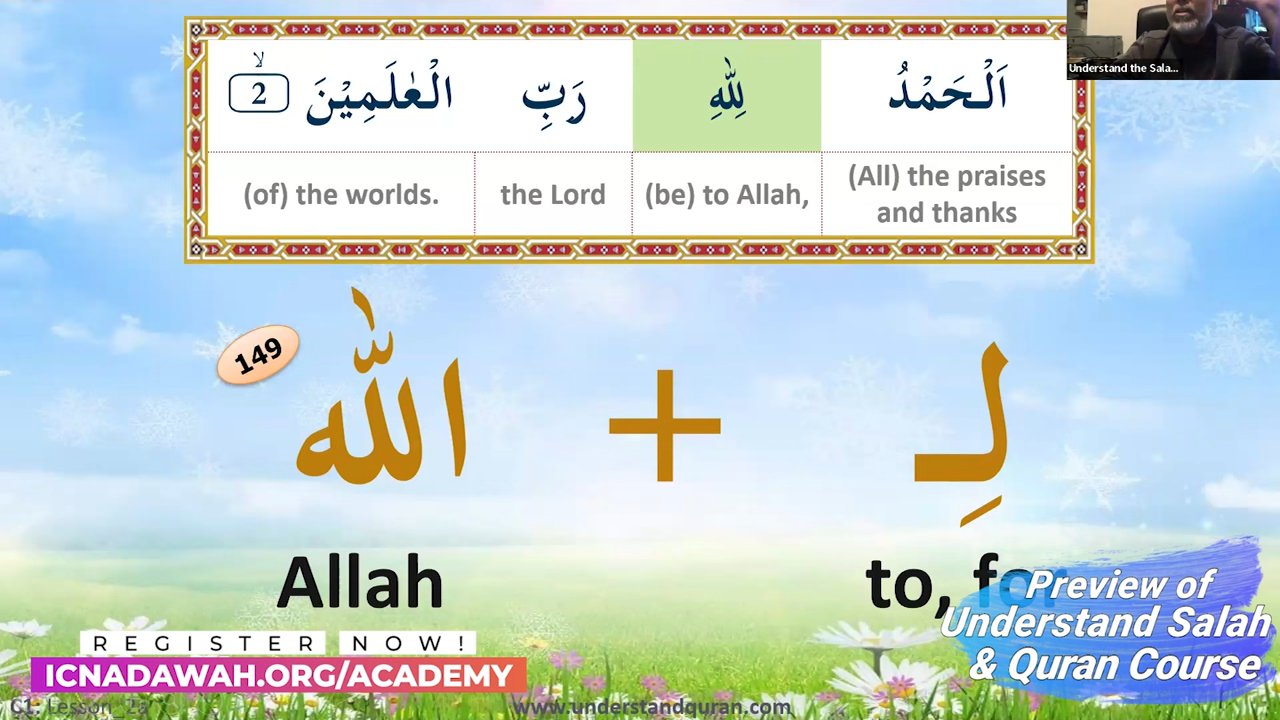 Understand the Sala...
اَلْحَمْدُ لِلّٰهِ رَبِّ الْعٰلَمِيْنَ ۙ 2
(All) the praises and thanks
(be) to Allah,
the Lord
(of) the worlds.
لِـ + اللّٰه
149
to, for
Allah
Preview of
Understand Salah
& Quran Course
REGISTER NOW!
ICNADAWAH.ORG/ACADEMY
C1: Lesson_2a
www.understandquran.com